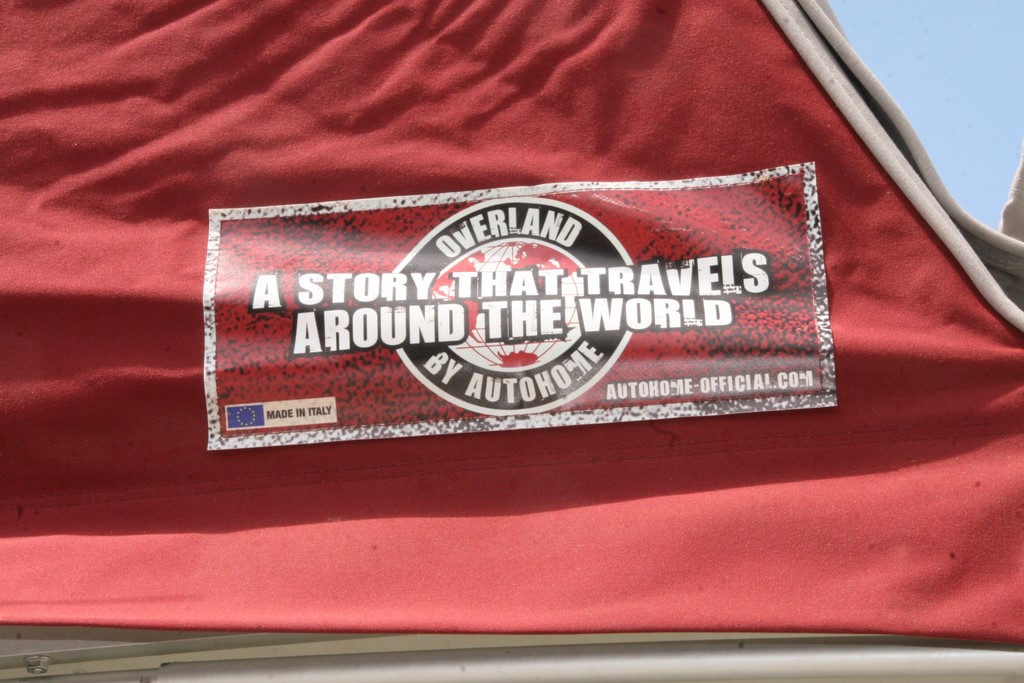 OVERLAND
A STORY THAT TRAVELS
AROUND THE WORLD
BY AUTOHOME
AUTOHOME-OFFICIAL.COM
MADE IN ITALY